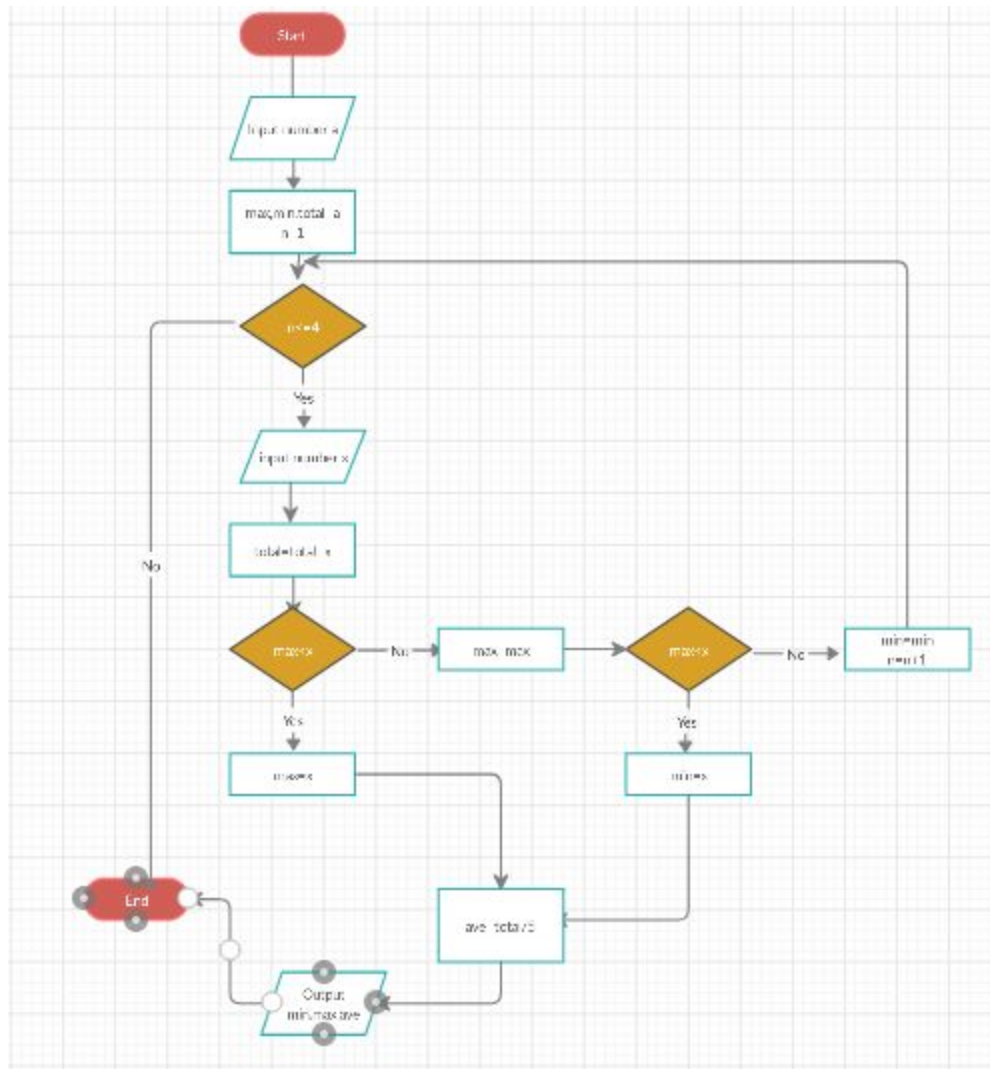 Start
Input number a
max,min,total a
n 1
n<=4
Yes
input number x
No
total=total x
max<x
No
max max
max<x
No
min=min
n=n+1
Yes
Yes
max=x
min=x
End
ave total/5
Output
min,max,ave